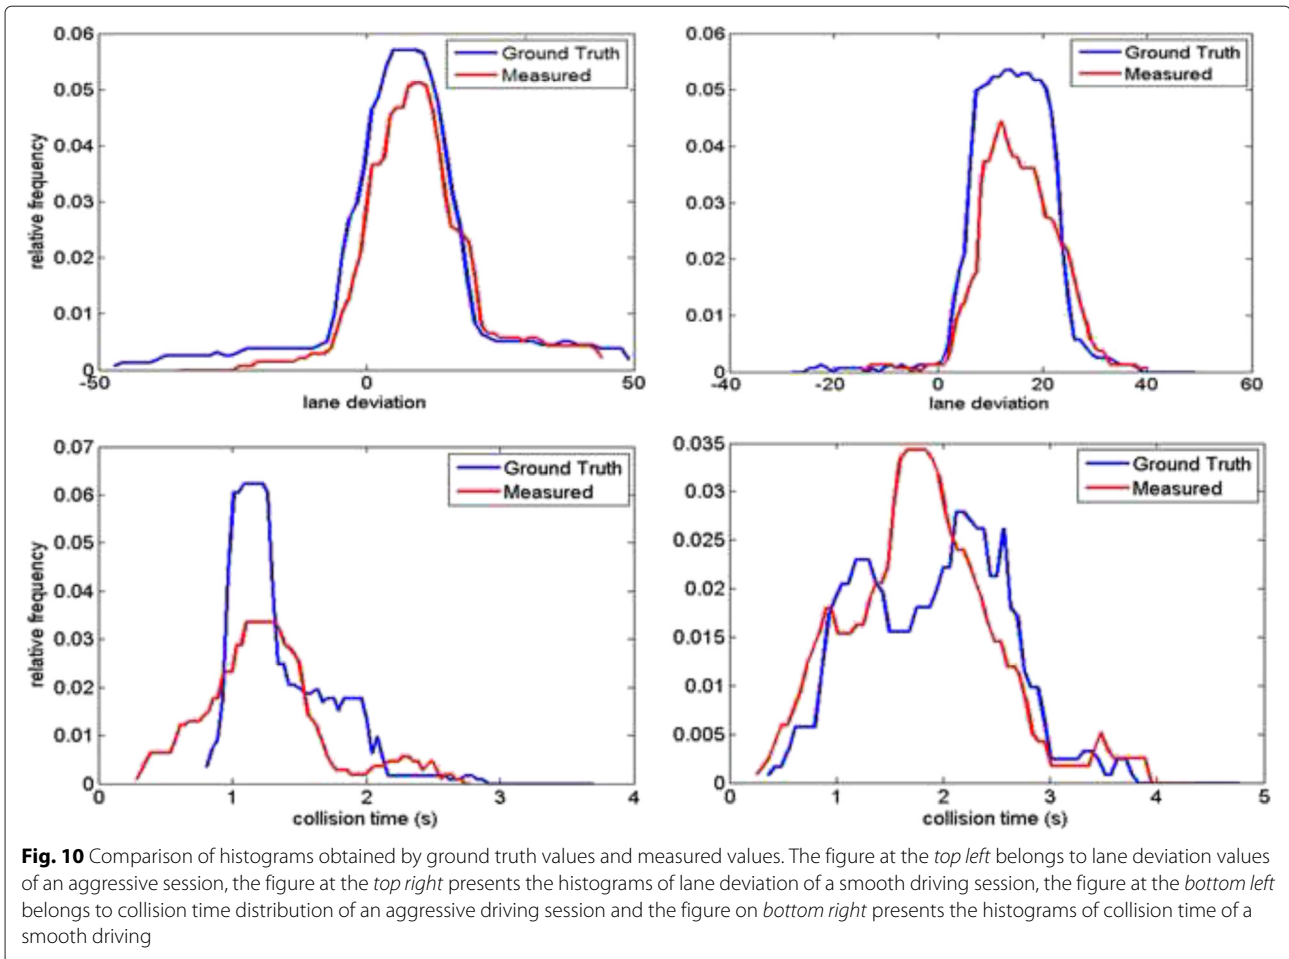 0.06
0.05
0.04
0.03
0.02
0.01
0
-50
0
50
relative frequency
lane deviation
Ground Truth
Measured
0.06
0.05
0.04
0.03
0.02
0.01
0
-40
-20
0
20
40
60
lane deviation
Ground Truth
Measured
0.07
0.06
0.05
0.04
0.03
0.02
0.01
0
0
1
2
3
4
relative frequency
collision time (s)
Ground Truth
Measured
0.035
0.03
0.025
0.02
0.015
0.01
0.005
0
0
1
2
3
4
5
collision time (s)
Ground Truth
Measured
Fig. 10 Comparison of histograms obtained by ground truth values and measured values. The figure at the top left belongs to lane deviation values
of an aggressive session, the figure at the top right presents the histograms of lane deviation of a smooth driving session, the figure at the bottom left
belongs to collision time distribution of an aggressive driving session and the figure on bottom right presents the histograms of collision time of a
smooth driving